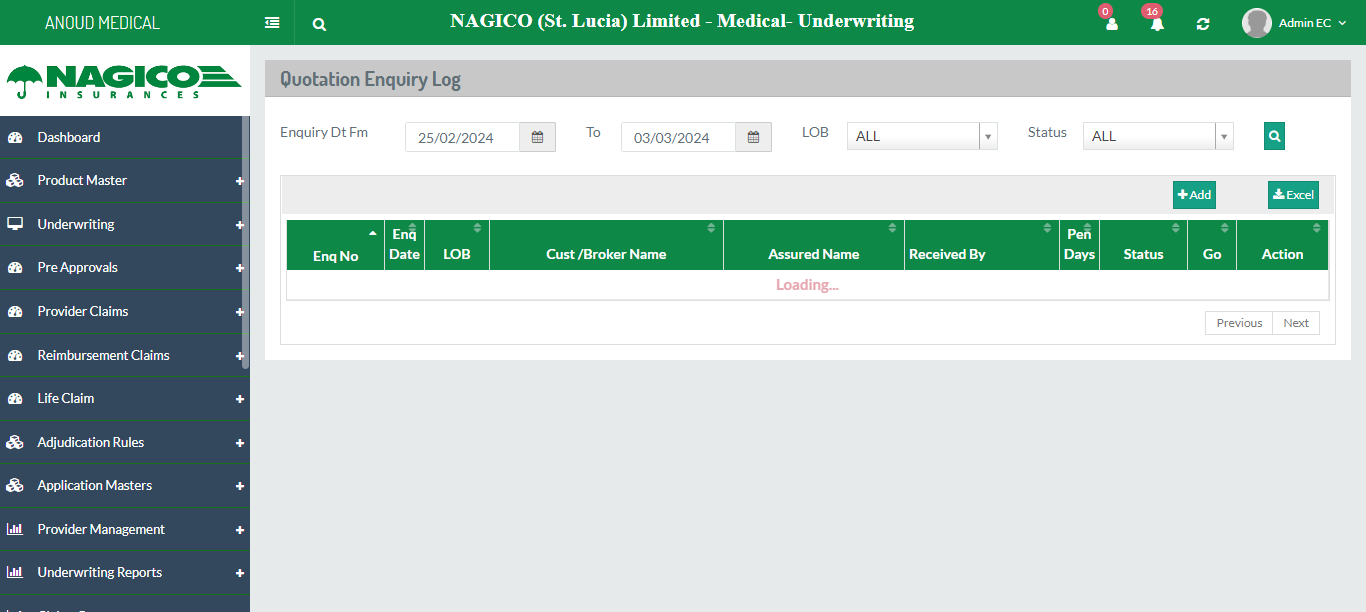 ANOUD MEDICAL
NAGICO (St. Lucia) Limited - Medical- Underwriting
0
16
Admin EC
NAGICO
INSURANCES
Dashboard
Product Master
Underwriting
Pre Approvals
Provider Claims
Reimbursement Claims
Life Claim
Adjudication Rules
Application Masters
Provider Management
Underwriting Reports
Quotation Enquiry Log
Enquiry Dt Fm 25/02/2024 To 03/03/2024 LOB ALL Status ALL
Add Excel
Enq No Enq Date LOB Cust /Broker Name Assured Name Received By Pen Days Status Go Action
Loading...
Previous Next